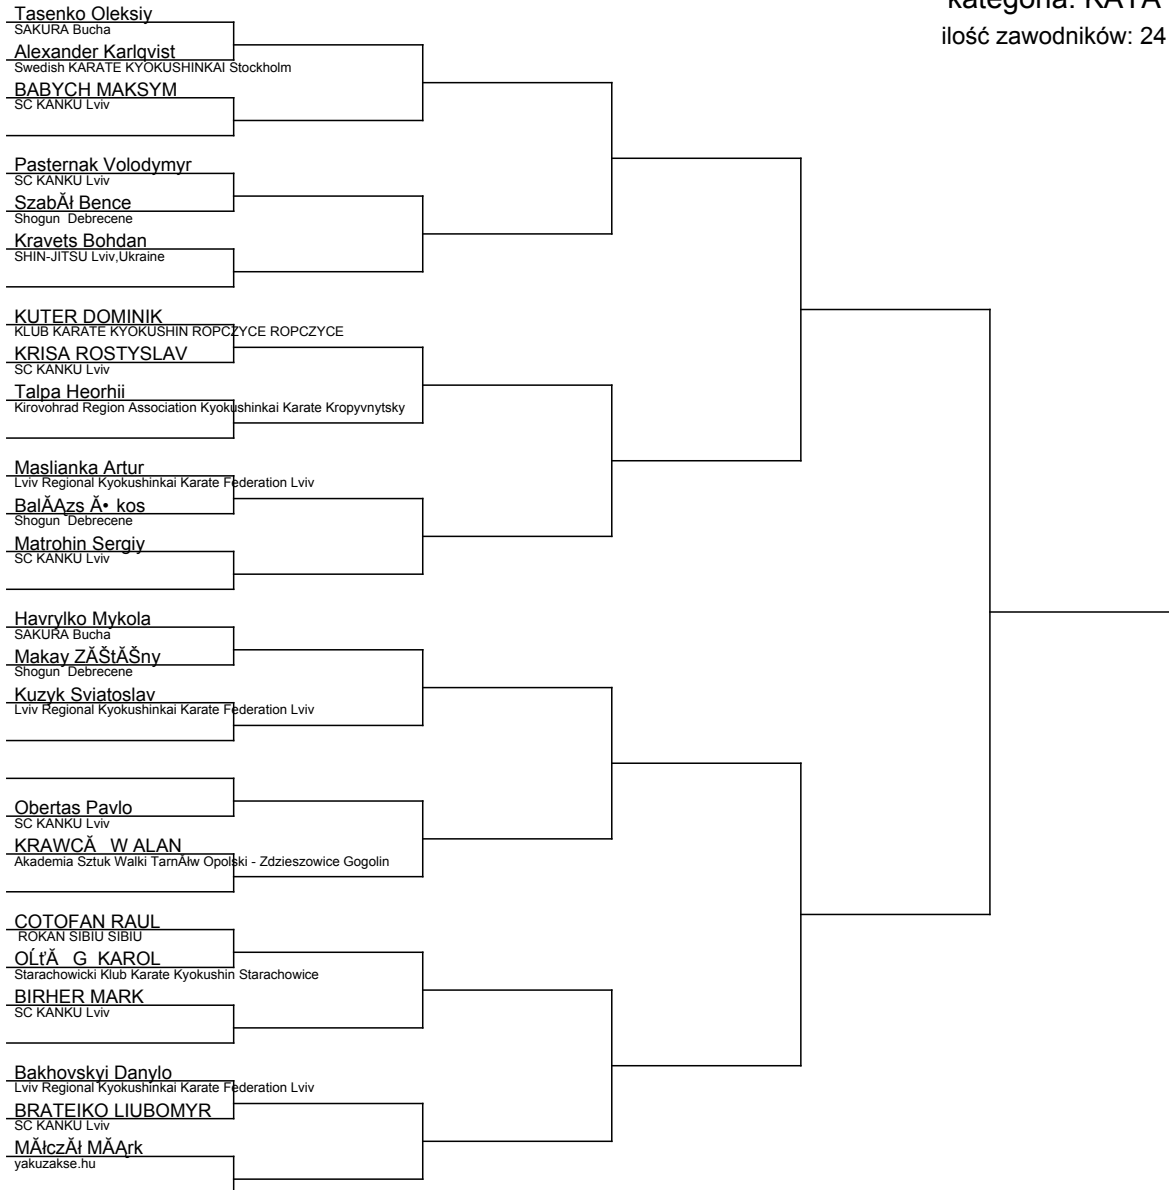 kategoria: KATA
ilość zawodników: 24
Tasenko Oleksiy
SAKURA Bucha
Alexander Karlqvist
Swedish KARATE KYOKUSHINKAI Stockholm
BABYCH MAKSYM
SC KANKU Lviv
Pasternak Volodymyr
SC KANKU Lviv
SzabĂł Bence
Shogun Debrecene
Kravets Bohdan
SHIN-JITSU Lviv,Ukraine
KUTER DOMINIK
KLUB KARATE KYOKUSHIN ROPCZYCE ROPCZYCE
KRISA ROSTYSLAV
SC KANKU Lviv
Talpa Heorhii
Kirovohrad Region Association Kyokushinkai Karate Kropyvnytsky
Maslianka Artur
Lviv Regional Kyokushinkai Karate Federation Lviv
BalĂĄzs Ă• kos
Shogun Debrecene
Matrohin Sergiy
SC KANKU Lviv
Havrylko Mykola
SAKURA Bucha
Makay ZĂŠtĂŠny
Shogun Debrecene
Kuzyk Sviatoslav
Lviv Regional Kyokushinkai Karate Federation Lviv
Obertas Pavlo
SC KANKU Lviv
KRAWCĂ W ALAN
Akademia Sztuk Walki TarnĂłw Opolski - Zdzieszowice Gogolin
COTOFAN RAUL
ROKAN SIBIU SIBIU
OĹťĂ G KAROL
Starachowicki Klub Karate Kyokushin Starachowice
BIRHER MARK
SC KANKU Lviv
Bakhovskyi Danylo
Lviv Regional Kyokushinkai Karate Federation Lviv
BRATEIKO LIUBOMYR
SC KANKU Lviv
MĂłczĂł MĂĄrk
yakuzakse.hu